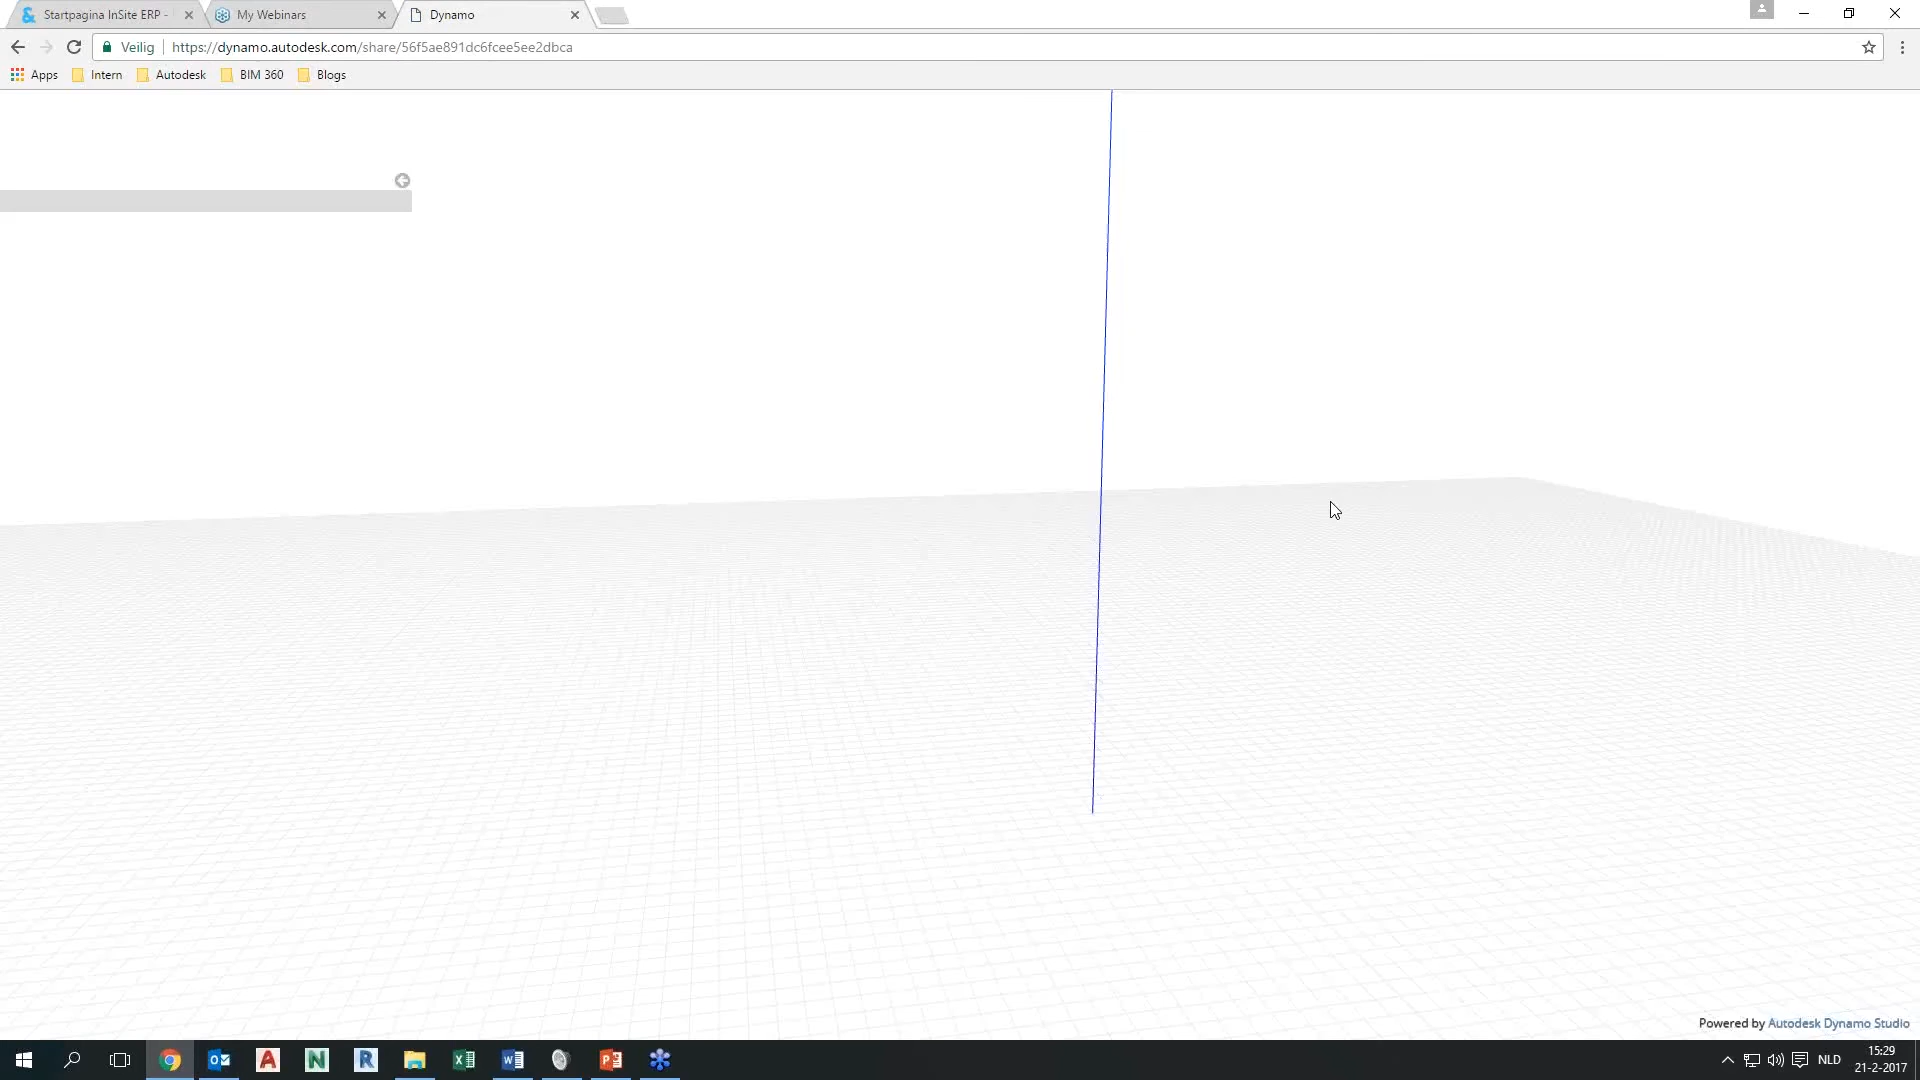 Startpagina InSite ERP -
My Webinars
Dynamo
Veilig
https://dynamo.autodesk.com/share/56f5ae891dc6fcee5ee2dbca
Apps
Intern
Autodesk
BIM 360
Blogs
Powered by Autodesk Dynamo Studio
NLD
15:29
21-2-2017